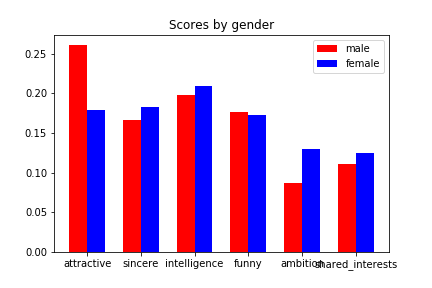 Scores by gender
male
female
0.25
0.20
0.15
0.10
0.05
0.00
attractive sincere intelligence funny ambition shared_interests